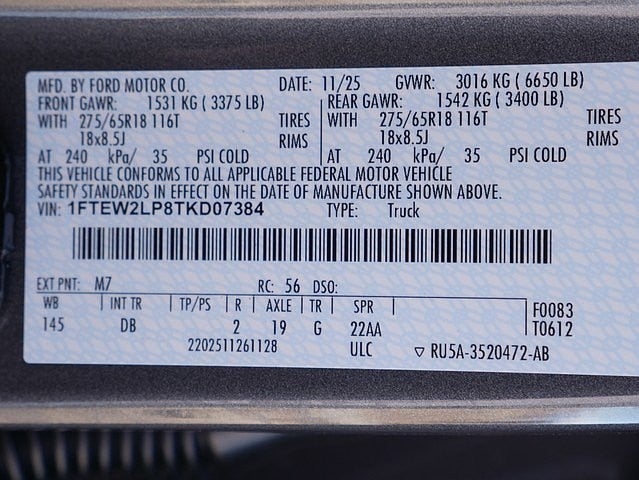 MFD. BY FORD MOTOR CO. DATE: 11/25 GVWR: 3016 KG ( 6650 LB)
FRONT GAWR: 1531 KG ( 3375 LB) REAR GAWR: 1542 KG ( 3400 LB)
WITH 275/65R18 116T TIRES WITH 275/65R18 116T TIRES
18x8.5J RIMS 18x8.5J RIMS
AT 240 kPa/ 35 PSI COLD AT 240 kPa/ 35 PSI COLD
THIS VEHICLE CONFORMS TO ALL APPLICABLE FEDERAL MOTOR VEHICLE
SAFETY STANDARDS IN EFFECT ON THE DATE OF MANUFACTURE SHOWN ABOVE.
VIN: 1FTEW2LP8TKD07384 TYPE: Truck
EXT PNT: M7 RC: 56 DSO:
WB INT TR TP/PS R AXLE TR SPR F0083
145 DB 2 19 G 22AA T0612
2202511261128 ULC ▽ RU5A-3520472-AB